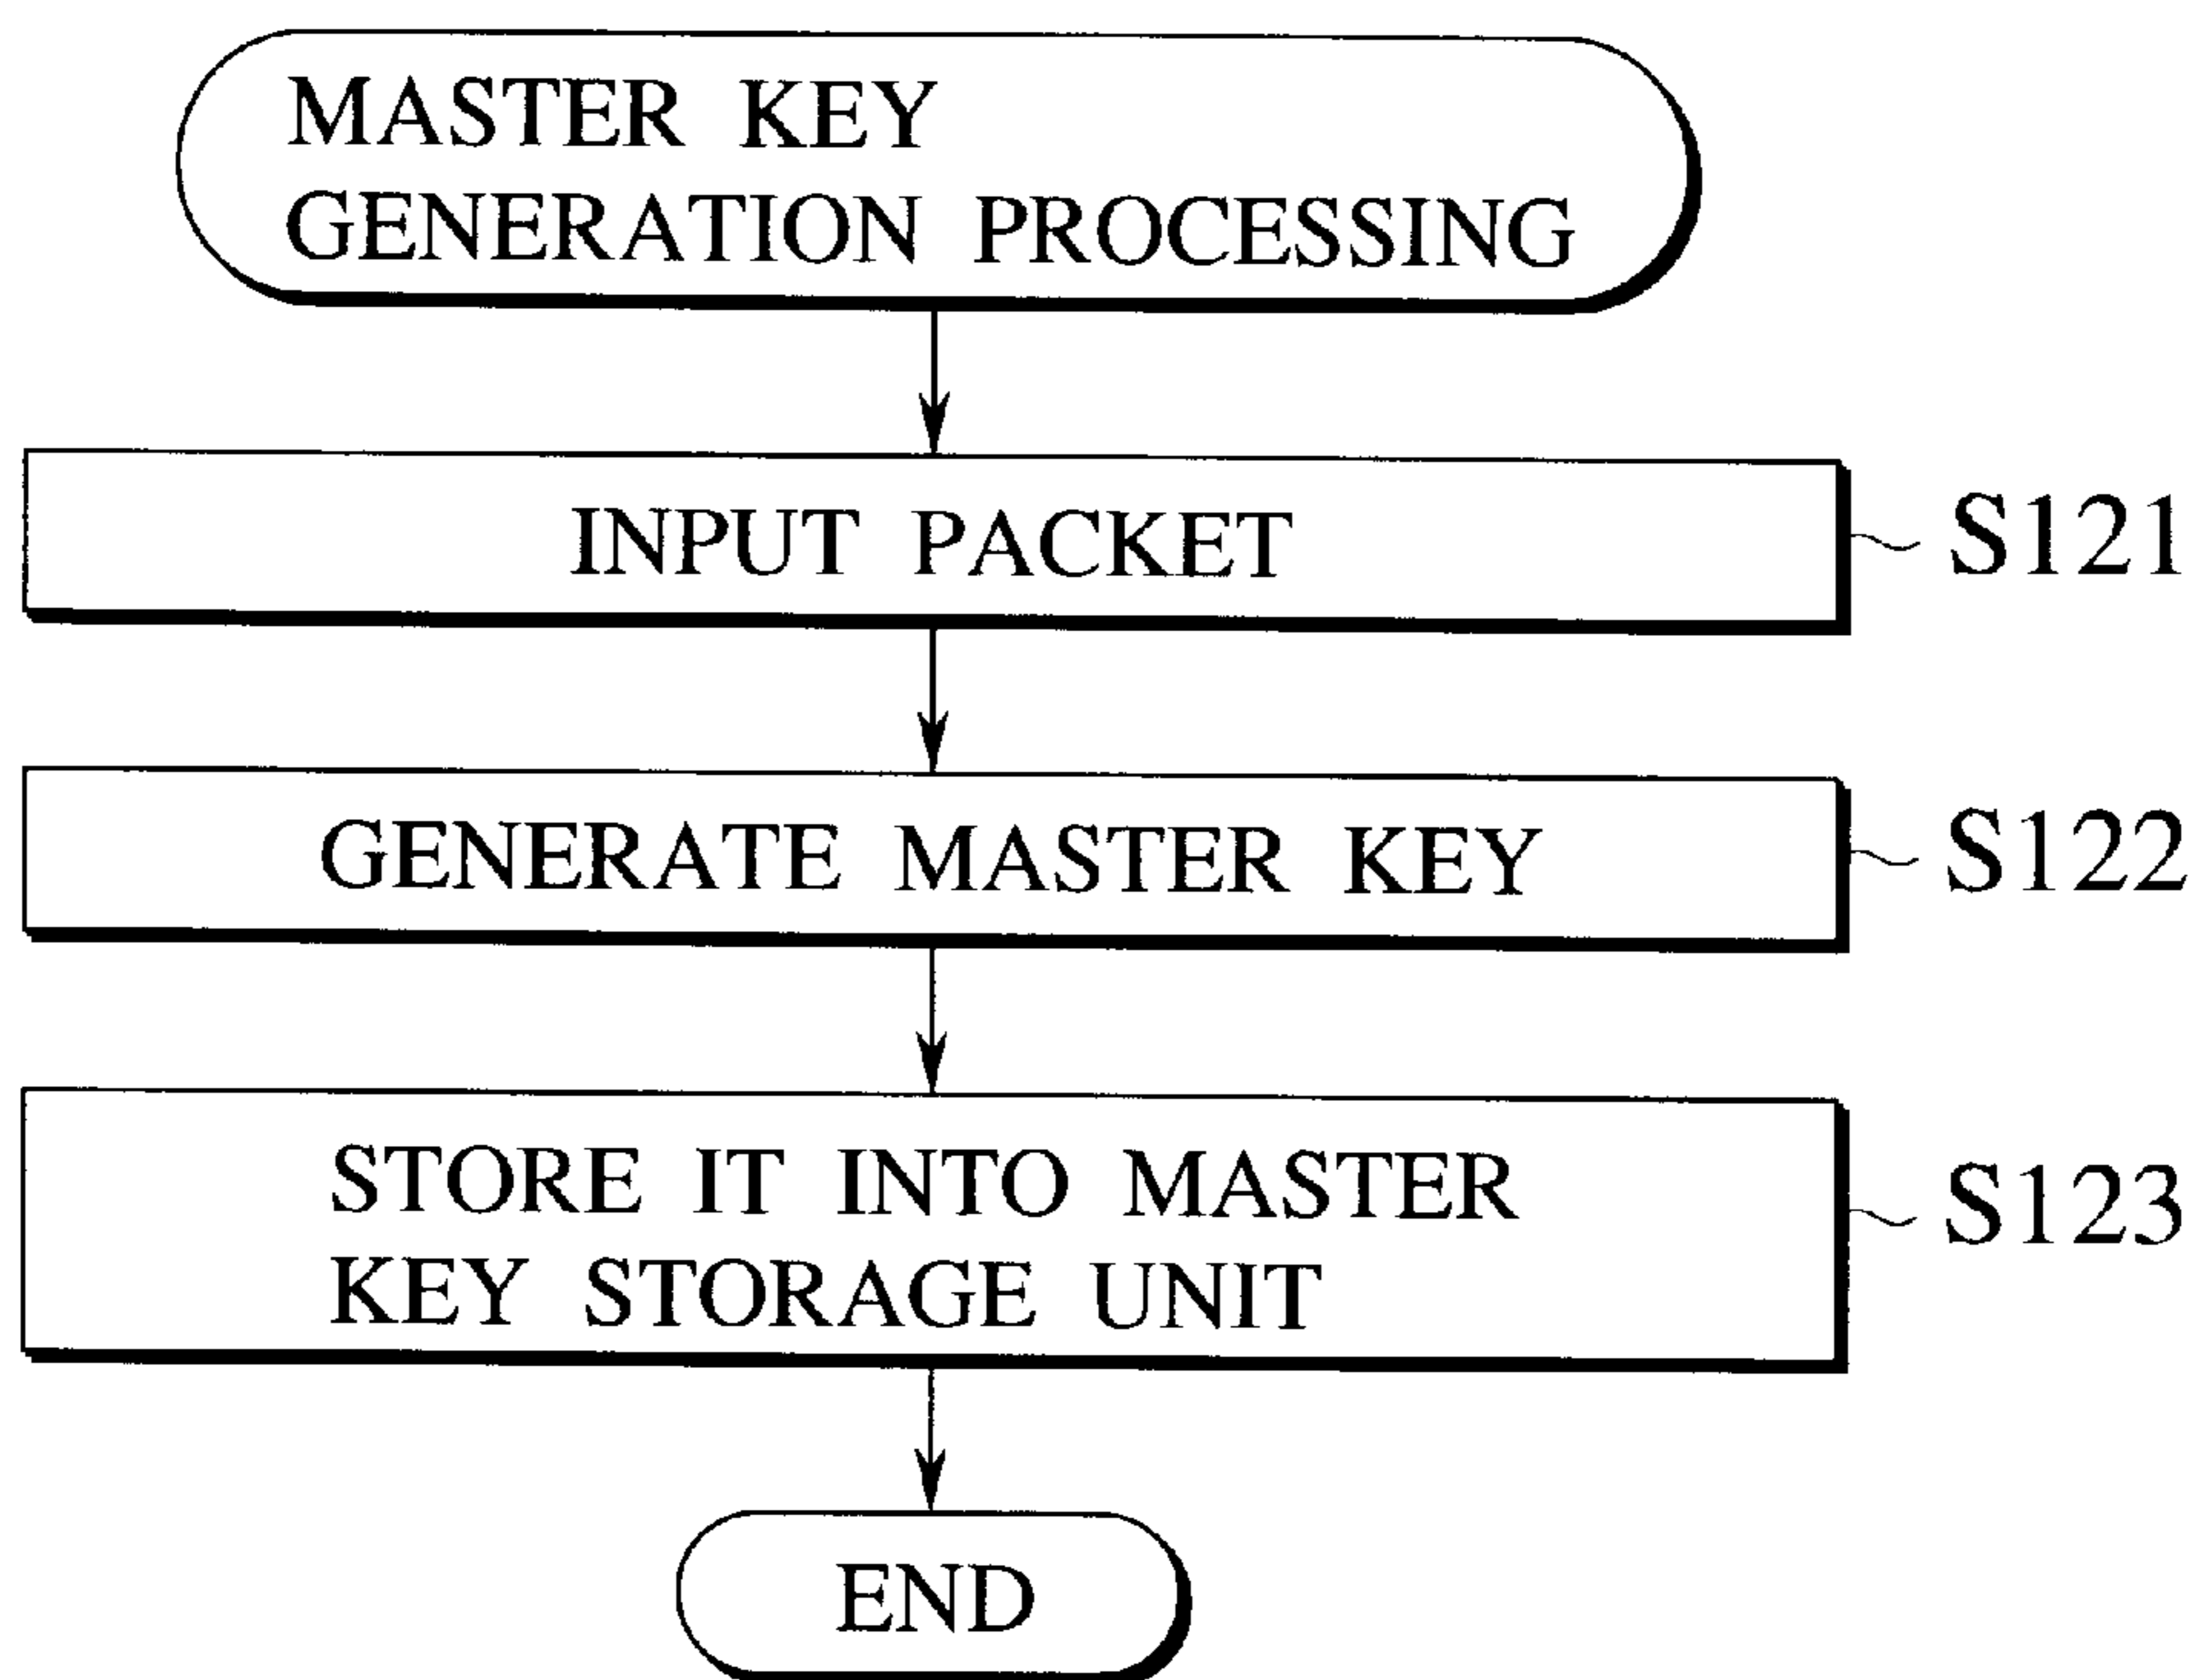 MASTER KEY
GENERATION PROCESSING
INPUT PACKET
S121
GENERATE MASTER KEY
S122
STORE IT INTO MASTER
KEY STORAGE UNIT
S123
END